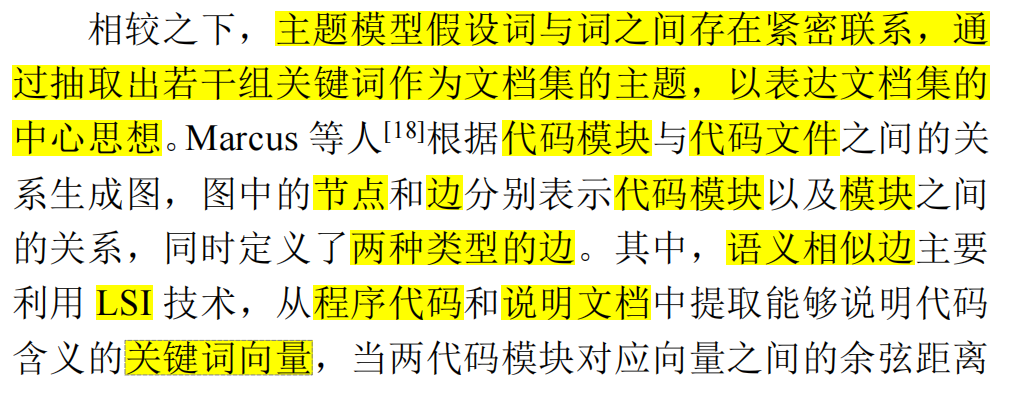 相较之下，主题模型假设词与词之间存在紧密联系，通
过抽取出若干组关键词作为文档集的主题，以表达文档集的
中心思想。Marcus 等人[18]根据代码模块与代码文件之间的关
系生成图，图中的节点和边分别表示代码模块以及模块之间
的关系，同时定义了两种类型的边。其中，语义相似边主要
利用 LSI 技术，从程序代码和说明文档中提取能够说明代码
含义的关键词向量，当两代码模块对应向量之间的余弦距离